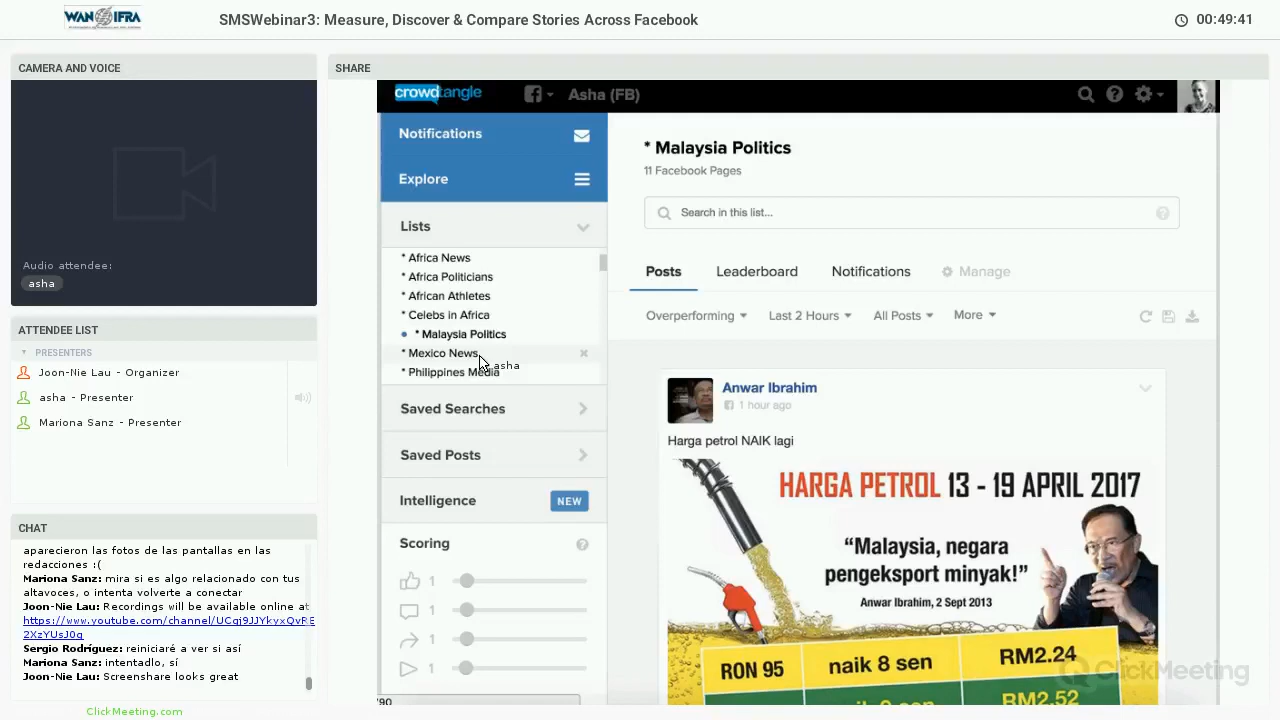 WAN IFRA
SMSWebinar3: Measure, Discover & Compare Stories Across Facebook
00:49:41
CAMERA AND VOICE
Audio attendee:
asha
ATTENDEE LIST
PRESENTERS
Joon-Nie Lau - Organizer
asha - Presenter
Mariona Sanz - Presenter
CHAT
aparecieron las fotos de las pantallas en las
redacciones :(
Mariona Sanz: mira si es algo relacionado con tus
altavoces, o intenta volverte a conectar
Joon-Nie Lau: Recordings will be available online at
Sergio Rodríguez: reiniciaré a ver si así
Mariona Sanz: intentadlo, sí
Joon-Nie Lau: Screenshare looks great
ClickMeeting.com
SHARE
crowdtangle
Asha (FB)
Notifications
Explore
Lists
* Africa News
* Africa Politicians
* African Athletes
* Celebs in Africa
* Malaysia Politics
* Mexico News
asha
* Philippines Media
Saved Searches
Saved Posts
Intelligence NEW
Scoring
1
1
1
1
'90
* Malaysia Politics
11 Facebook Pages
Search in this list...
Posts Leaderboard Notifications Manage
Overperforming Last 2 Hours All Posts More
Anwar Ibrahim
1 hour ago
Harga petrol NAIK lagi
HARGA PETROL 13 - 19 APRIL 2017
“Malaysia, negara
pengeksport minyak!”
Anwar Ibrahim, 2 Sept 2013
RON 95 naik 8 sen RM2.24
RM2.52
ClickMeeting